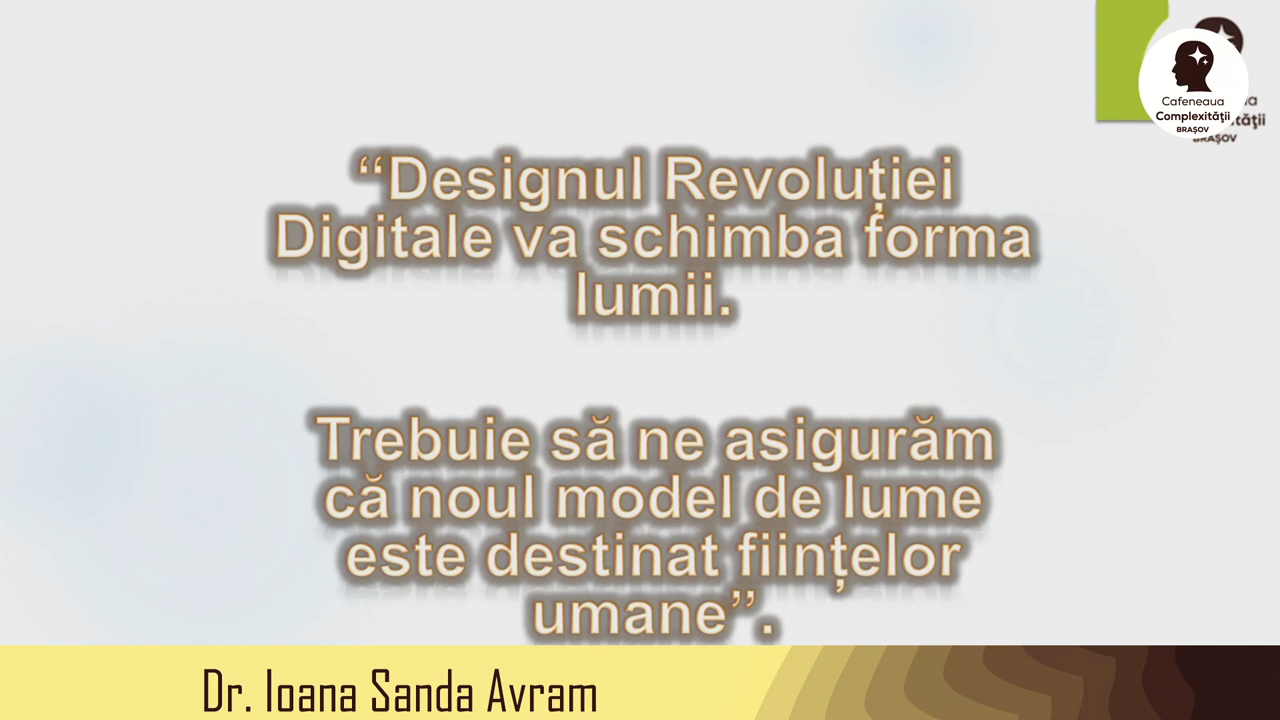 Cafeneaua
Complexităţii
BRAȘOV
“Designul Revoluției
Digitale va schimba forma
lumii.
Trebuie să ne asigurăm
că noul model de lume
este destinat ființelor
umane”.
Dr. Ioana Sanda Avram